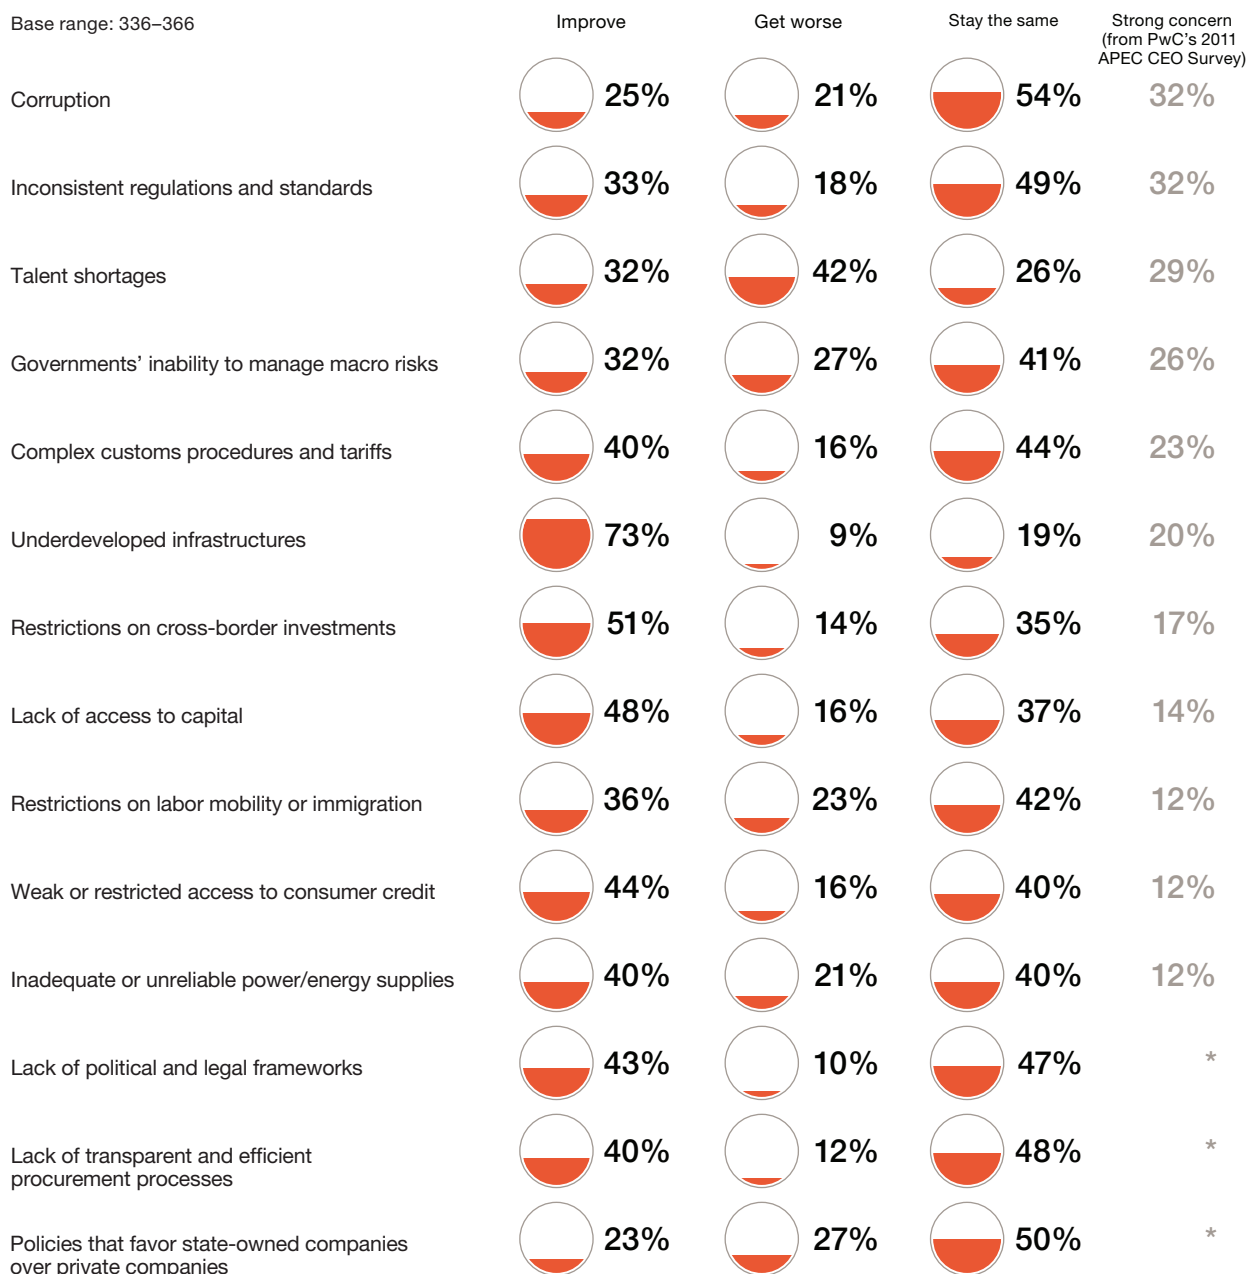 Base range: 336–366 Improve Get worse Stay the same Strong concern
(from PwC's 2011
APEC CEO Survey)
Corruption 25% 21% 54% 32%
Inconsistent regulations and standards 33% 18% 49% 32%
Talent shortages 32% 42% 26% 29%
Governments' inability to manage macro risks 32% 27% 41% 26%
Complex customs procedures and tariffs 40% 16% 44% 23%
Underdeveloped infrastructures 73% 9% 19% 20%
Restrictions on cross-border investments 51% 14% 35% 17%
Lack of access to capital 48% 16% 37% 14%
Restrictions on labor mobility or immigration 36% 23% 42% 12%
Weak or restricted access to consumer credit 44% 16% 40% 12%
Inadequate or unreliable power/energy supplies 40% 21% 40% 12%
Lack of political and legal frameworks 43% 10% 47% *
Lack of transparent and efficient 40% 12% 48% *
procurement processes
Policies that favor state-owned companies 23% 27% 50% *
over private companies